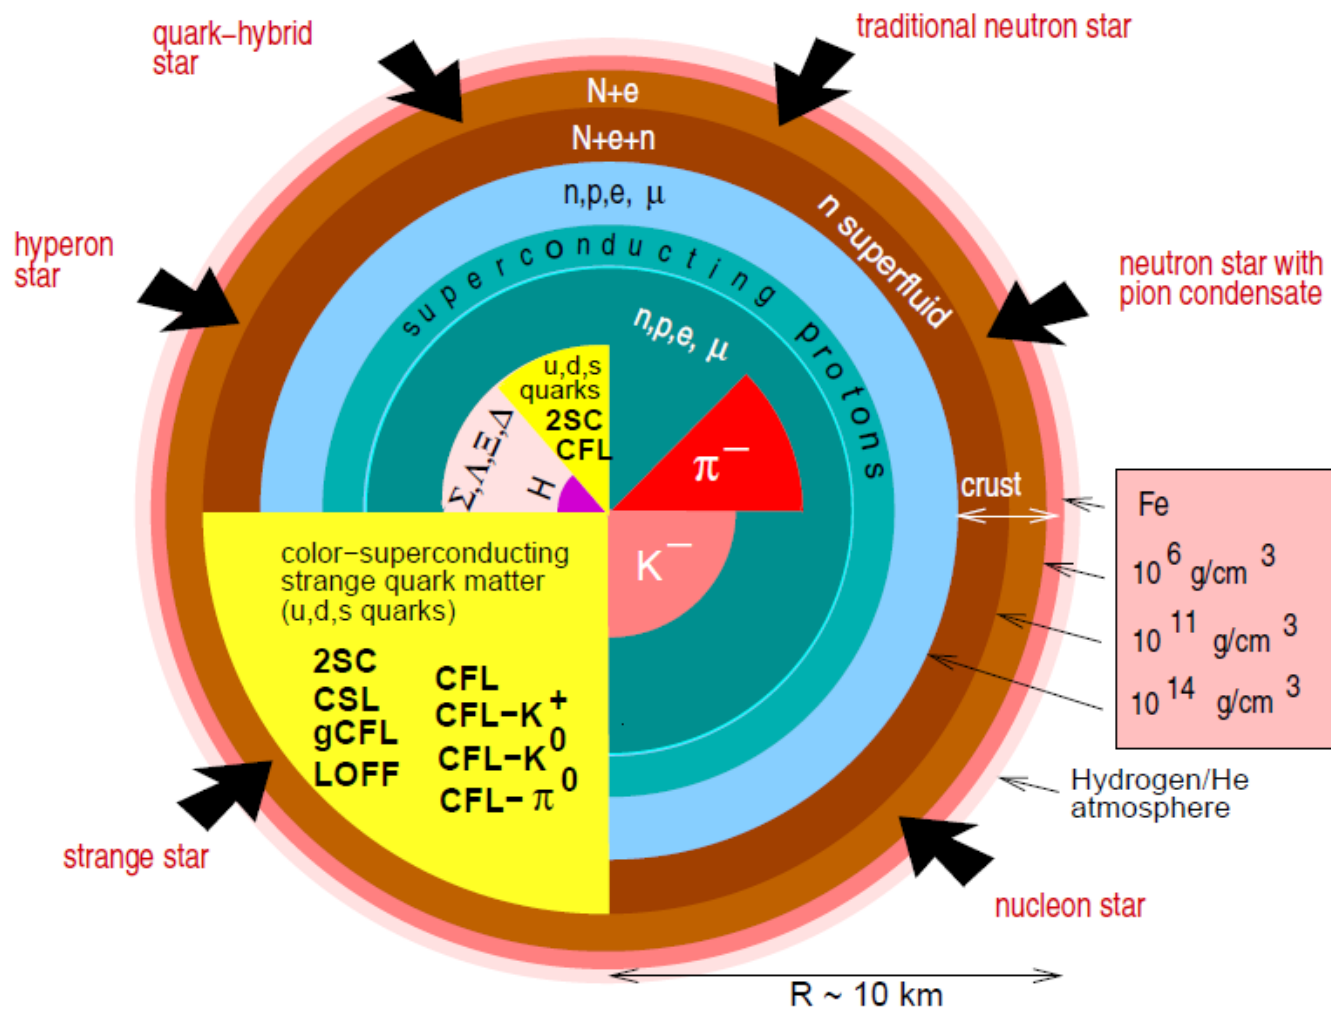 quark−hybrid
star
traditional neutron star
N+e
N+e+n
n,p,e, μ
n superfluid
hyperon
star
neutron star with
pion condensate
superconducting protons
n,p,e, μ
u,d,s
quarks
2SC
CFL
Σ,Λ,Ξ,Δ
H
π⁻
K⁻
crust
Fe
10⁶ g/cm³
10¹¹ g/cm³
10¹⁴ g/cm³
Hydrogen/He
atmosphere
color−superconducting
strange quark matter
(u,d,s quarks)
2SC
CSL
gCFL
LOFF
CFL
CFL−K⁺
CFL−K⁰
CFL−π⁰
strange star
nucleon star
R ~ 10 km